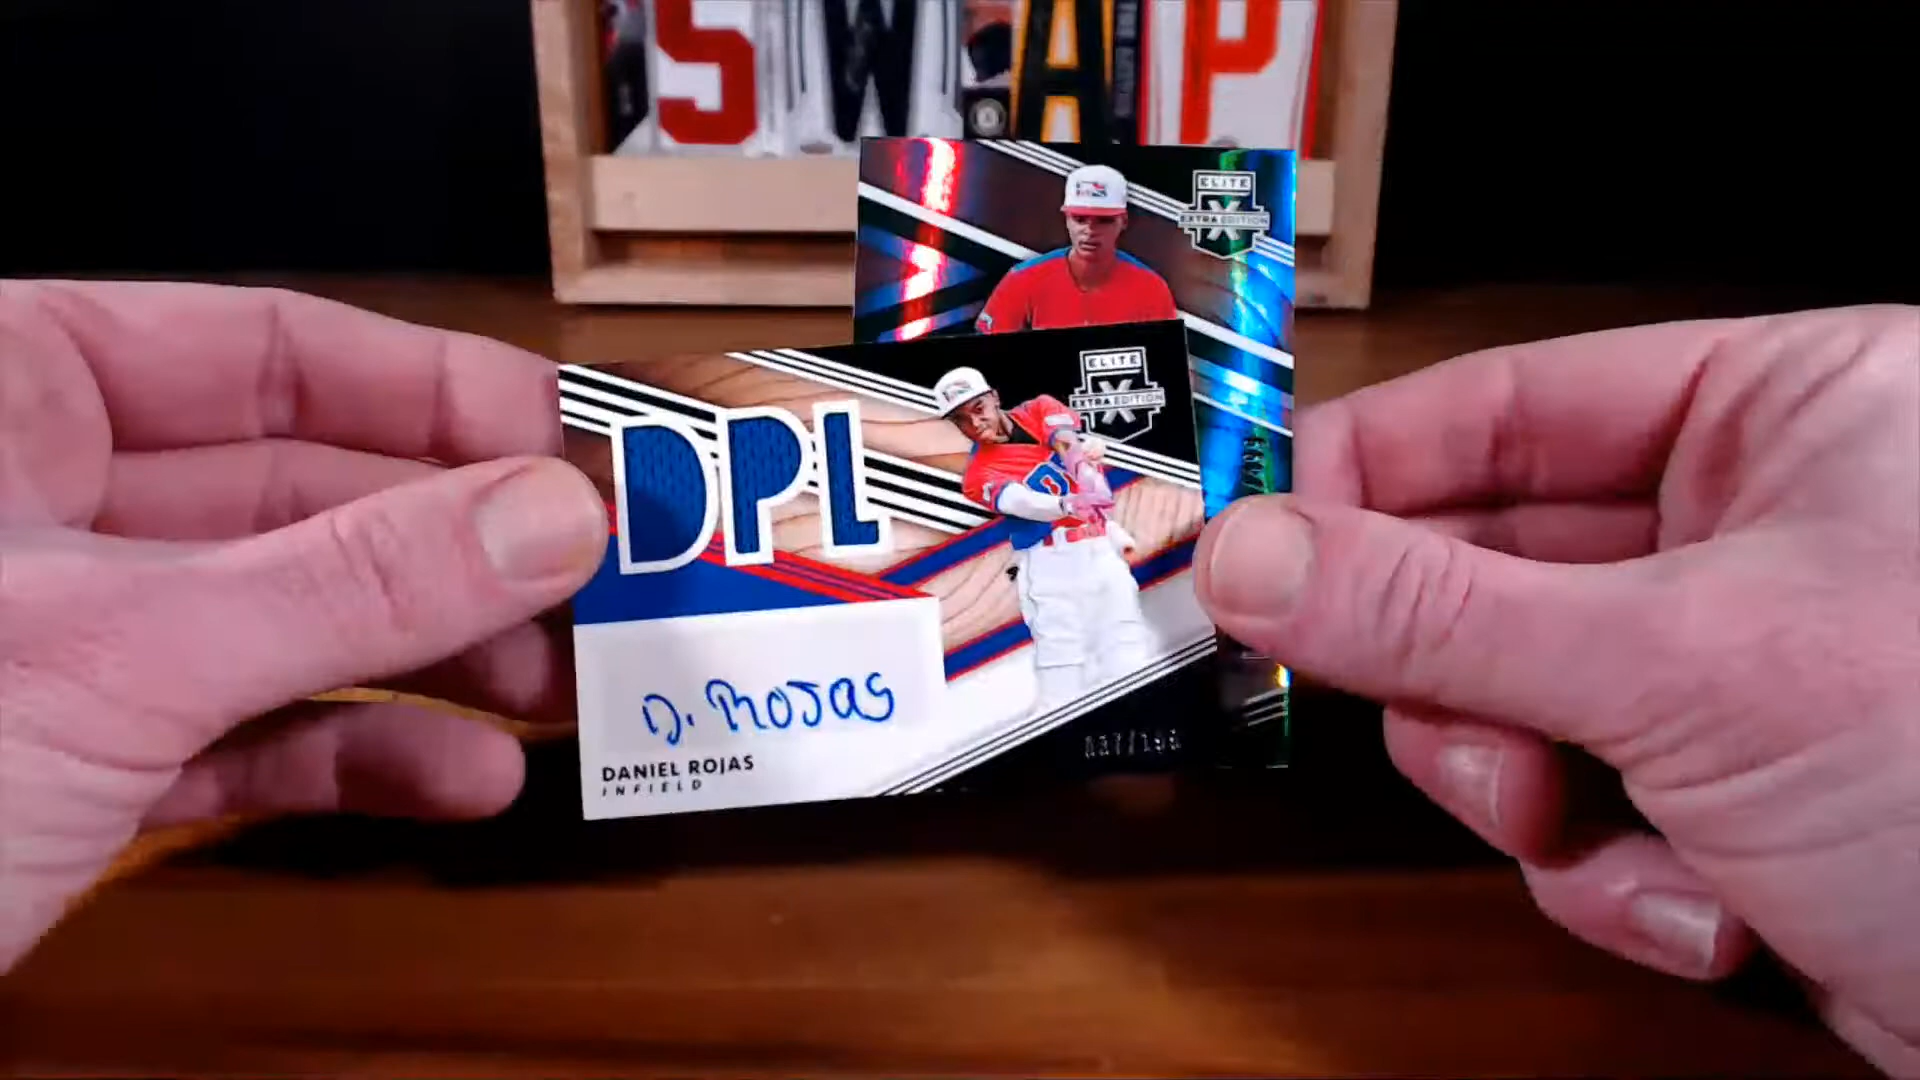 SWAP
ELITE
X
EXTRA EDITION
ELITE
X
EXTRA EDITION
DPL
D. ROJAS
DANIEL ROJAS
INFIELD